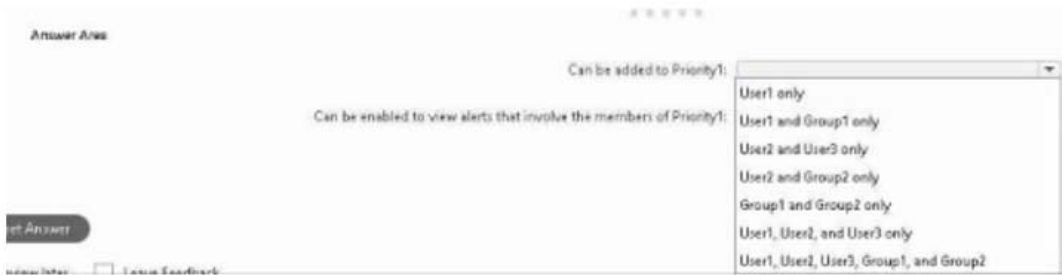 Answer Area
Can be added to Priority1:
User1 only
Can be enabled to view alerts that involve the members of Priority1:
User1 and Group1 only
User2 and User3 only
User2 and Group2 only
Group1 and Group2 only
User1, User2, and User3 only
User1, User2, User3, Group1, and Group2
Answer
later
Leave Feedback